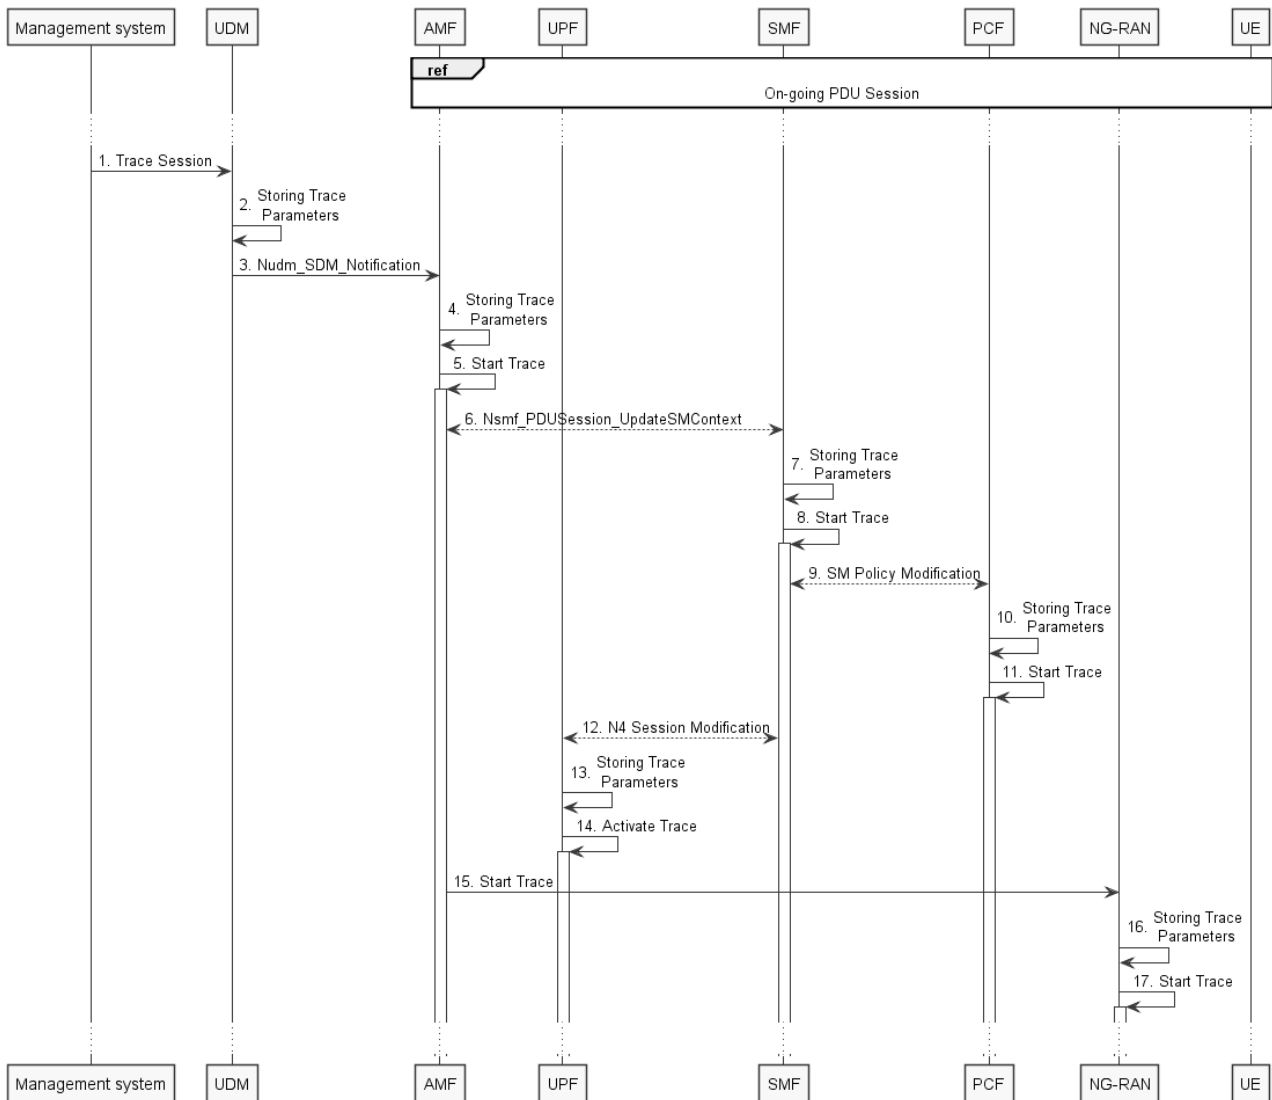 Management system UDM AMF UPF SMF PCF NG-RAN UE
ref
On-going PDU Session
1. Trace Session
2. Storing Trace
Parameters
3. Nudm_SDM_Notification
4. Storing Trace
Parameters
5. Start Trace
6. Nsmf_PDUSession_UpdateSMContext
7. Storing Trace
Parameters
8. Start Trace
9. SM Policy Modification
10. Storing Trace
Parameters
11. Start Trace
12. N4 Session Modification
13. Storing Trace
Parameters
14. Activate Trace
15. Start Trace
16. Storing Trace
Parameters
17. Start Trace
Management system UDM AMF UPF SMF PCF NG-RAN UE